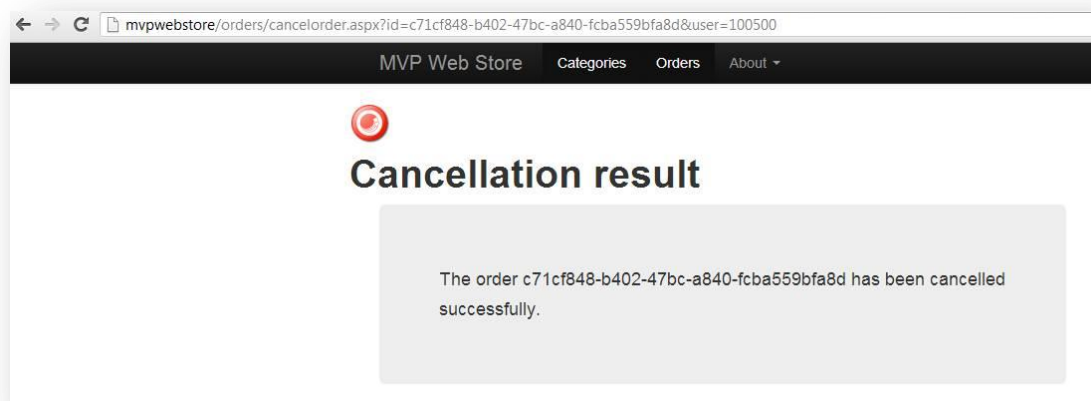 mvpwebstore/orders/cancelorder.aspx?id=c71cf848-b402-47bc-a840-fcba559bfa8d&user=100500
MVP Web Store Categories Orders About
Cancellation result
The order c71cf848-b402-47bc-a840-fcba559bfa8d has been cancelled
successfully.